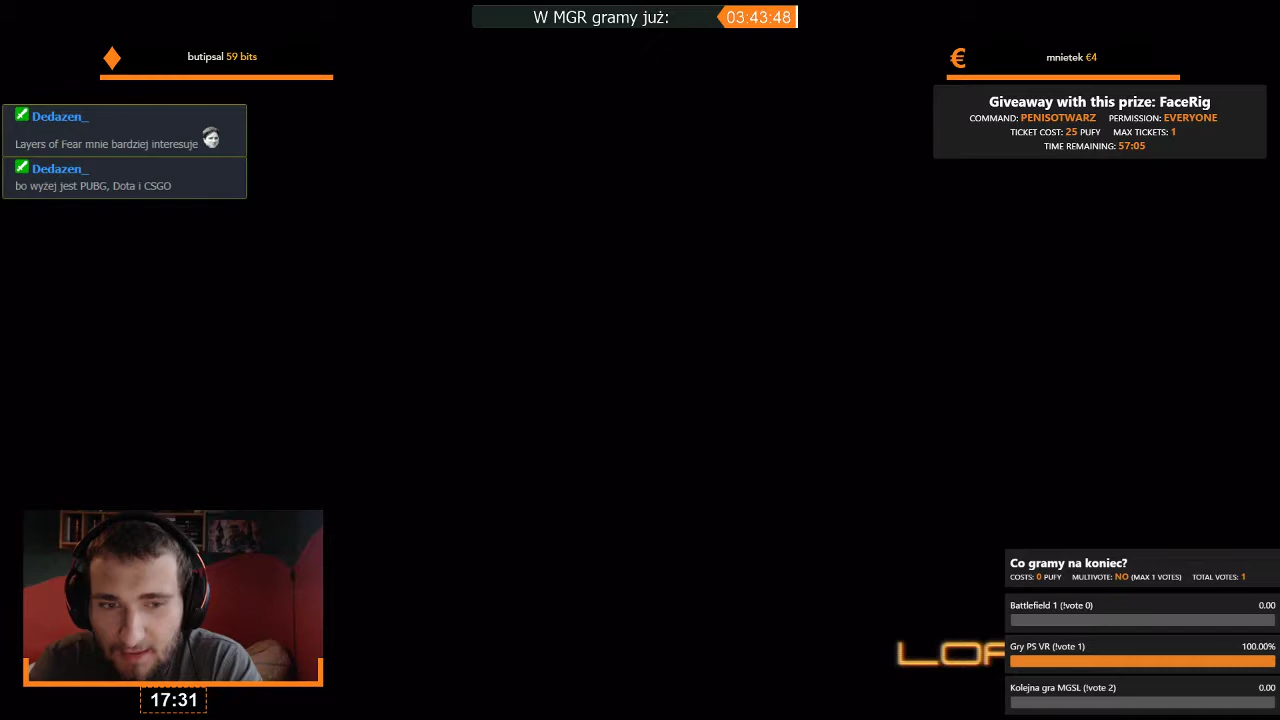 W MGR gramy już:
03:43:48
butipsal 59 bits
€
mnietek €4
Dedazen_
Layers of Fear mnie bardziej interesuje
Dedazen_
bo wyżej jest PUBG, Dota i CSGO
Giveaway with this prize: FaceRig
COMMAND: PENISOTWARZ PERMISSION: EVERYONE
TICKET COST: 25 PUFY MAX TICKETS: 1
TIME REMAINING: 57:05
Co gramy na koniec?
COSTS: 0 PUFY MULTIVOTE: NO (MAX 1 VOTES) TOTAL VOTES: 1
Battlefield 1 (!vote 0) 0.00
Gry PS VR (!vote 1) 100.00%
Kolejna gra MGSL (!vote 2) 0.00
17:31